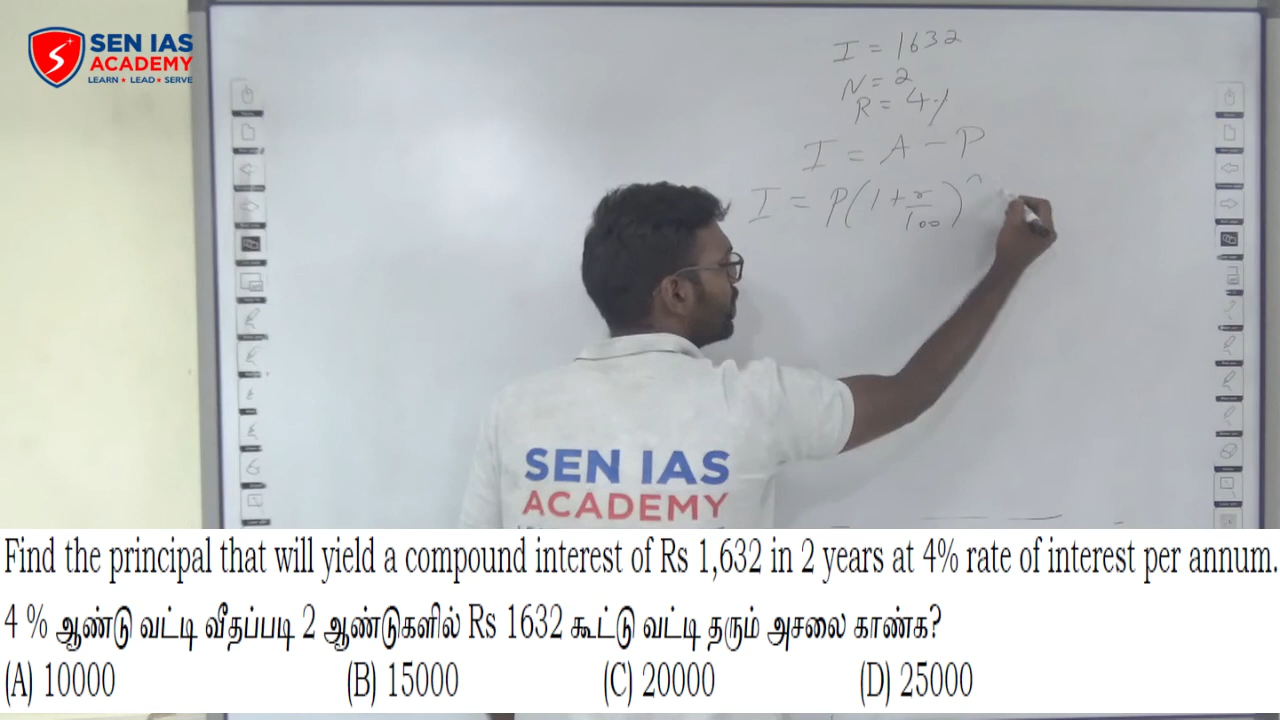 SEN IAS
ACADEMY
LEARN ★ LEAD ★ SERVE
I = 1632
N = 2
R = 4%
I = A - P
I = P(1 + r/100)^n
SEN IAS
ACADEMY
Find the principal that will yield a compound interest of Rs 1,632 in 2 years at 4% rate of interest per annum.
4 % ஆண்டு வட்டி வீதப்படி 2 ஆண்டுகளில் Rs 1632 கூட்டு வட்டி தரும் அசலை காண்க?
(A) 10000 (B) 15000 (C) 20000 (D) 25000